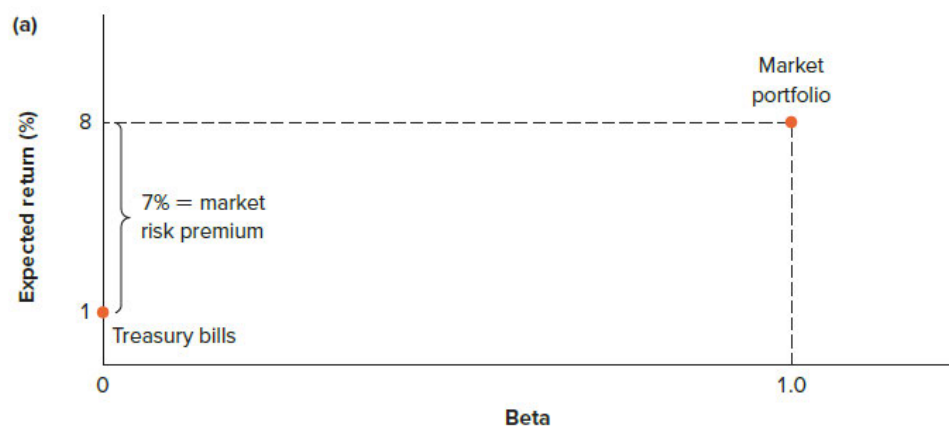 (a)
Expected return (%)
8
1
7% = market
risk premium
Market
portfolio
Treasury bills
0
1.0
Beta